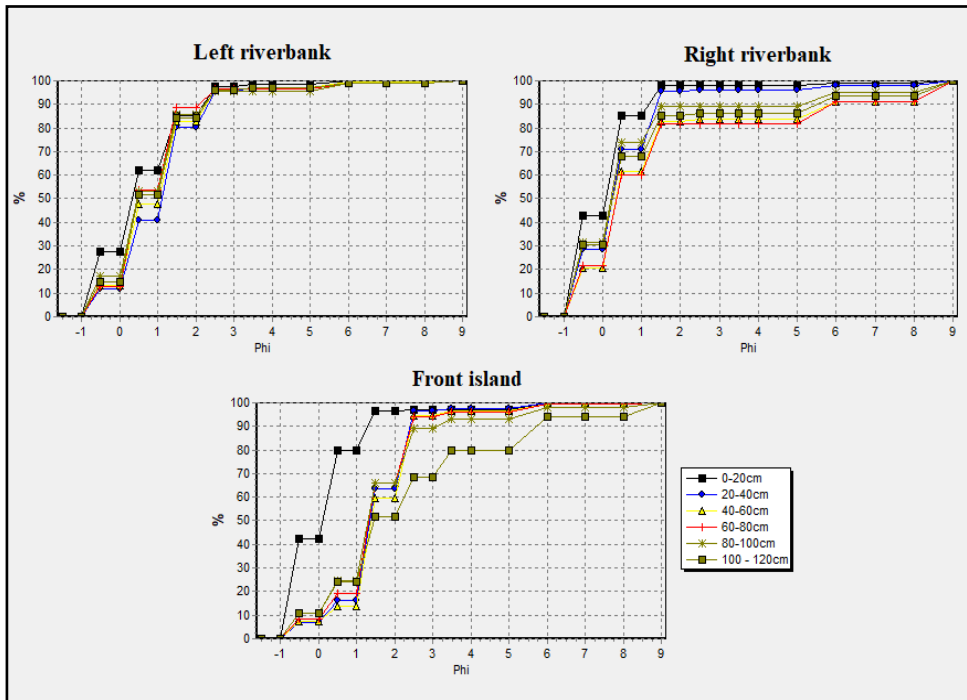 Left riverbank
100
90
80
70
60
50
40
30
20
10
0
%
-1 0 1 2 3 4 5 6 7 8 9
Phi
Right riverbank
100
90
80
70
60
50
40
30
20
10
0
%
-1 0 1 2 3 4 5 6 7 8 9
Phi
Front island
100
90
80
70
60
50
40
30
20
10
0
%
-1 0 1 2 3 4 5 6 7 8 9
Phi
0-20cm
20-40cm
40-60cm
60-80cm
80-100cm
100 - 120cm